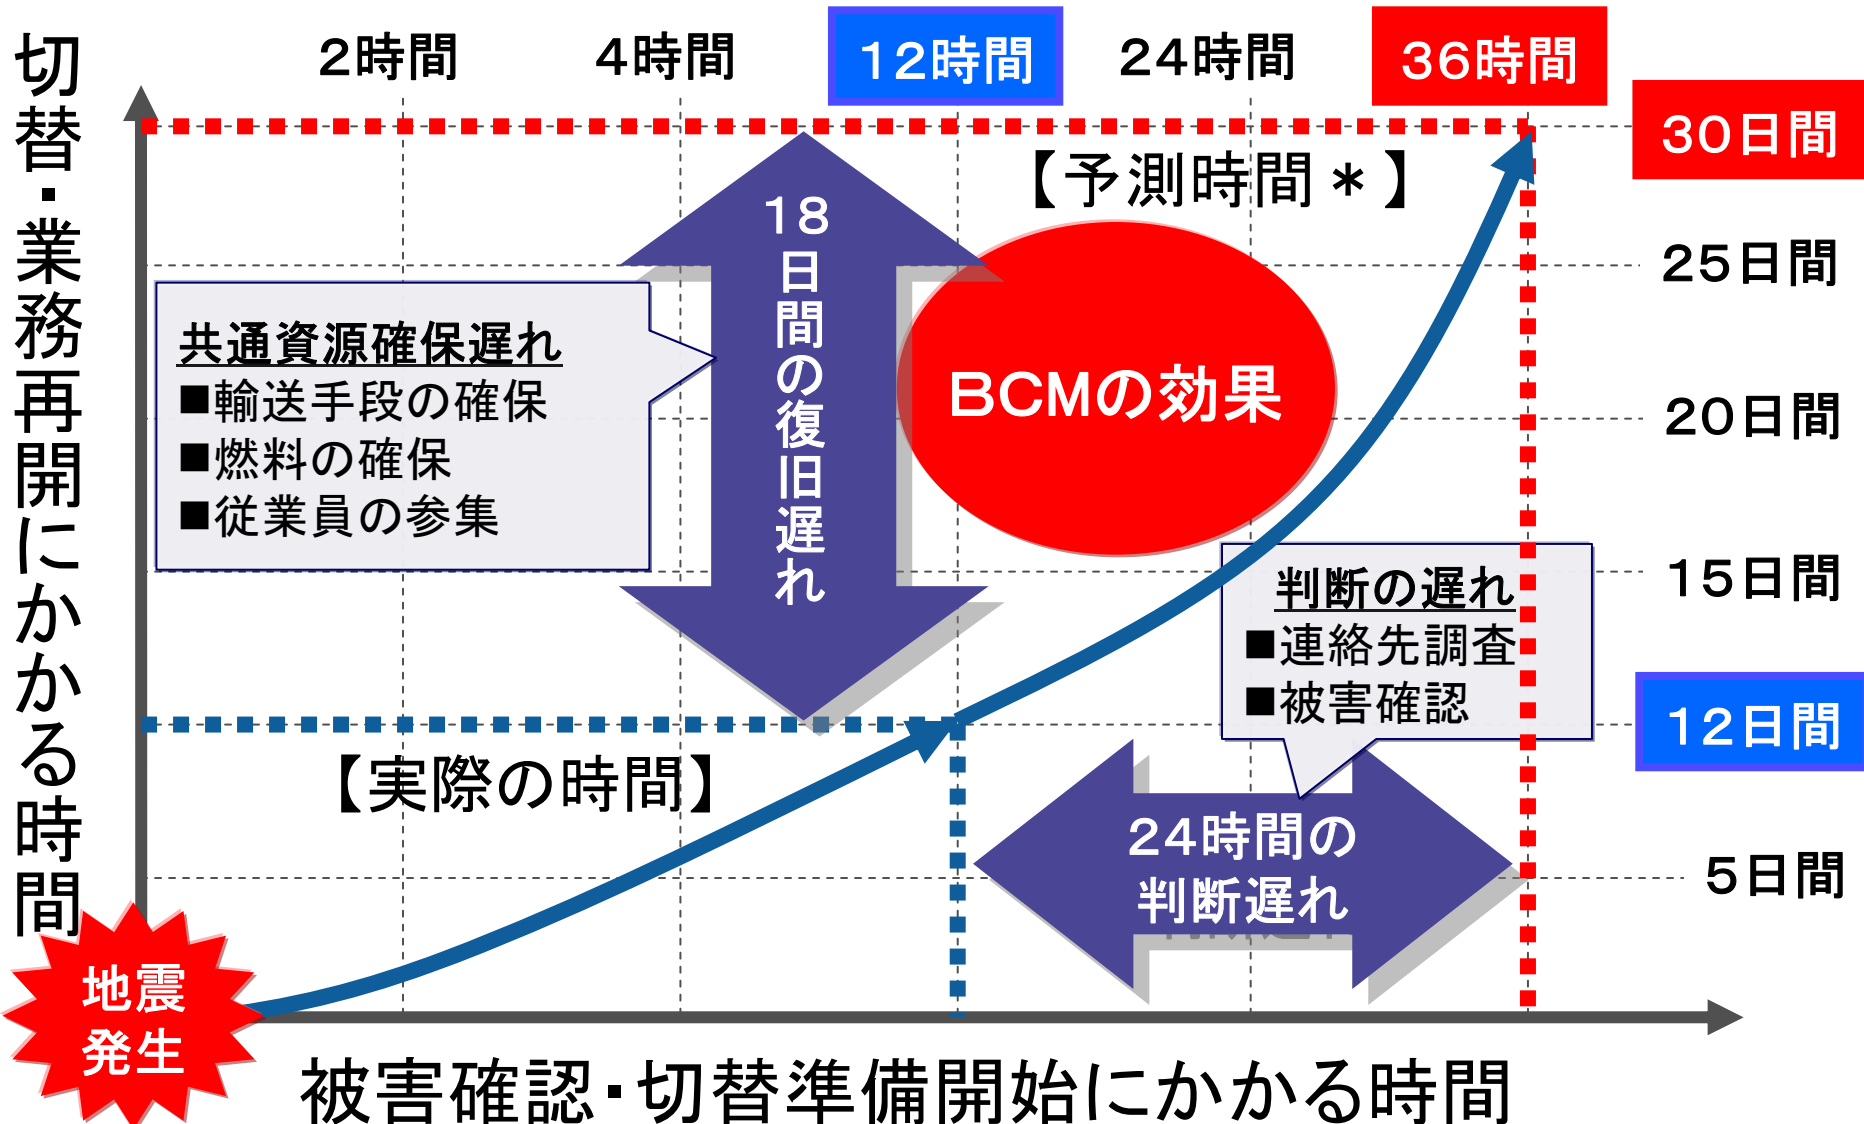 切替・業務再開にかかる時間
2時間
4時間
12時間
24時間
36時間
30日間
25日間
20日間
15日間
12日間
5日間
【予測時間＊】
18日間の復旧遅れ
BCMの効果
共通資源確保遅れ
■輸送手段の確保
■燃料の確保
■従業員の参集
判断の遅れ
■連絡先調査
■被害確認
【実際の時間】
24時間の
判断遅れ
地震
発生
被害確認・切替準備開始にかかる時間